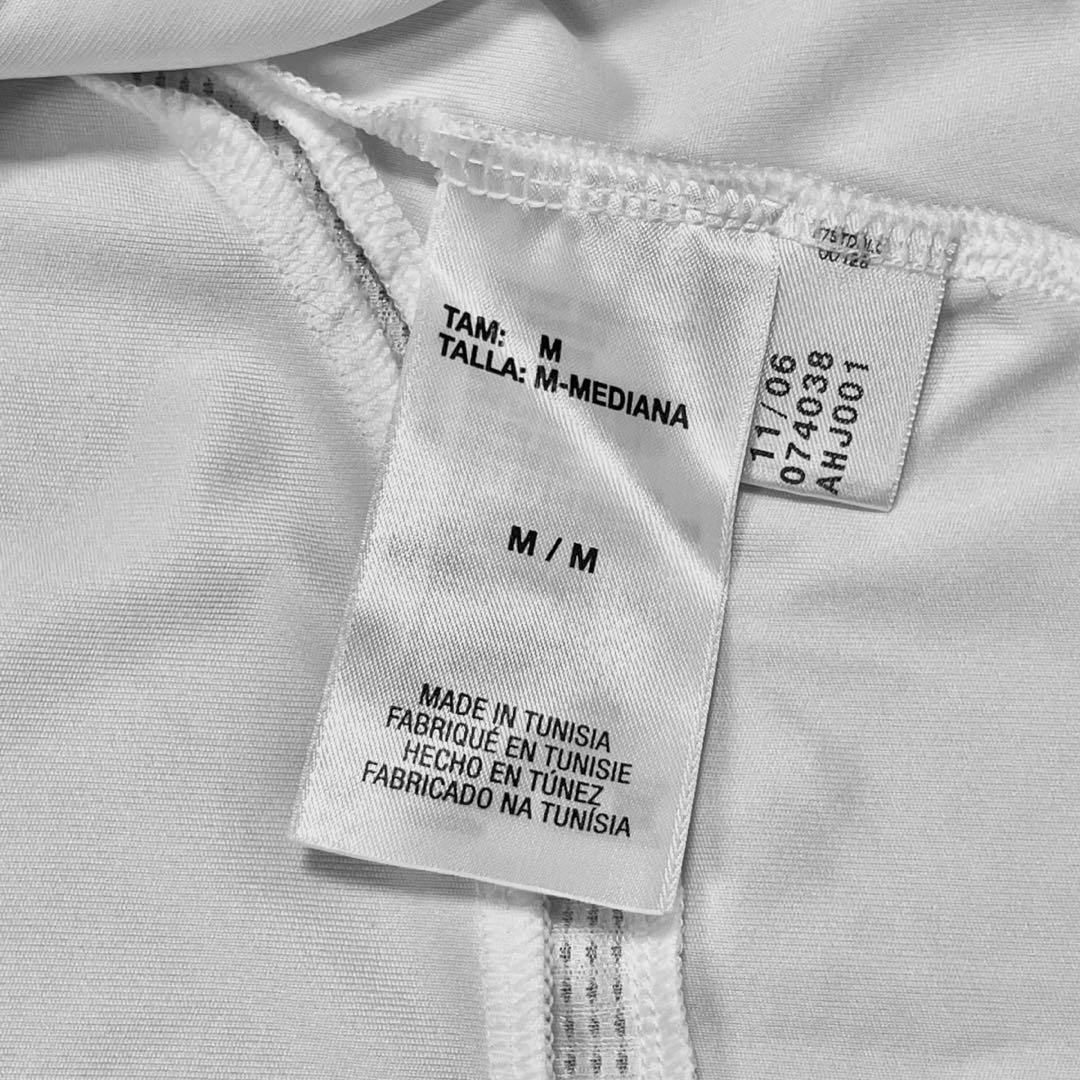 TAM: M
TALLA: M-MEDIANA
M / M
MADE IN TUNISIA
FABRIQUÉ EN TUNISIE
HECHO EN TÚNEZ
FABRICADO NA TUNÍSIA
00128
11/06
074038
AHJ001